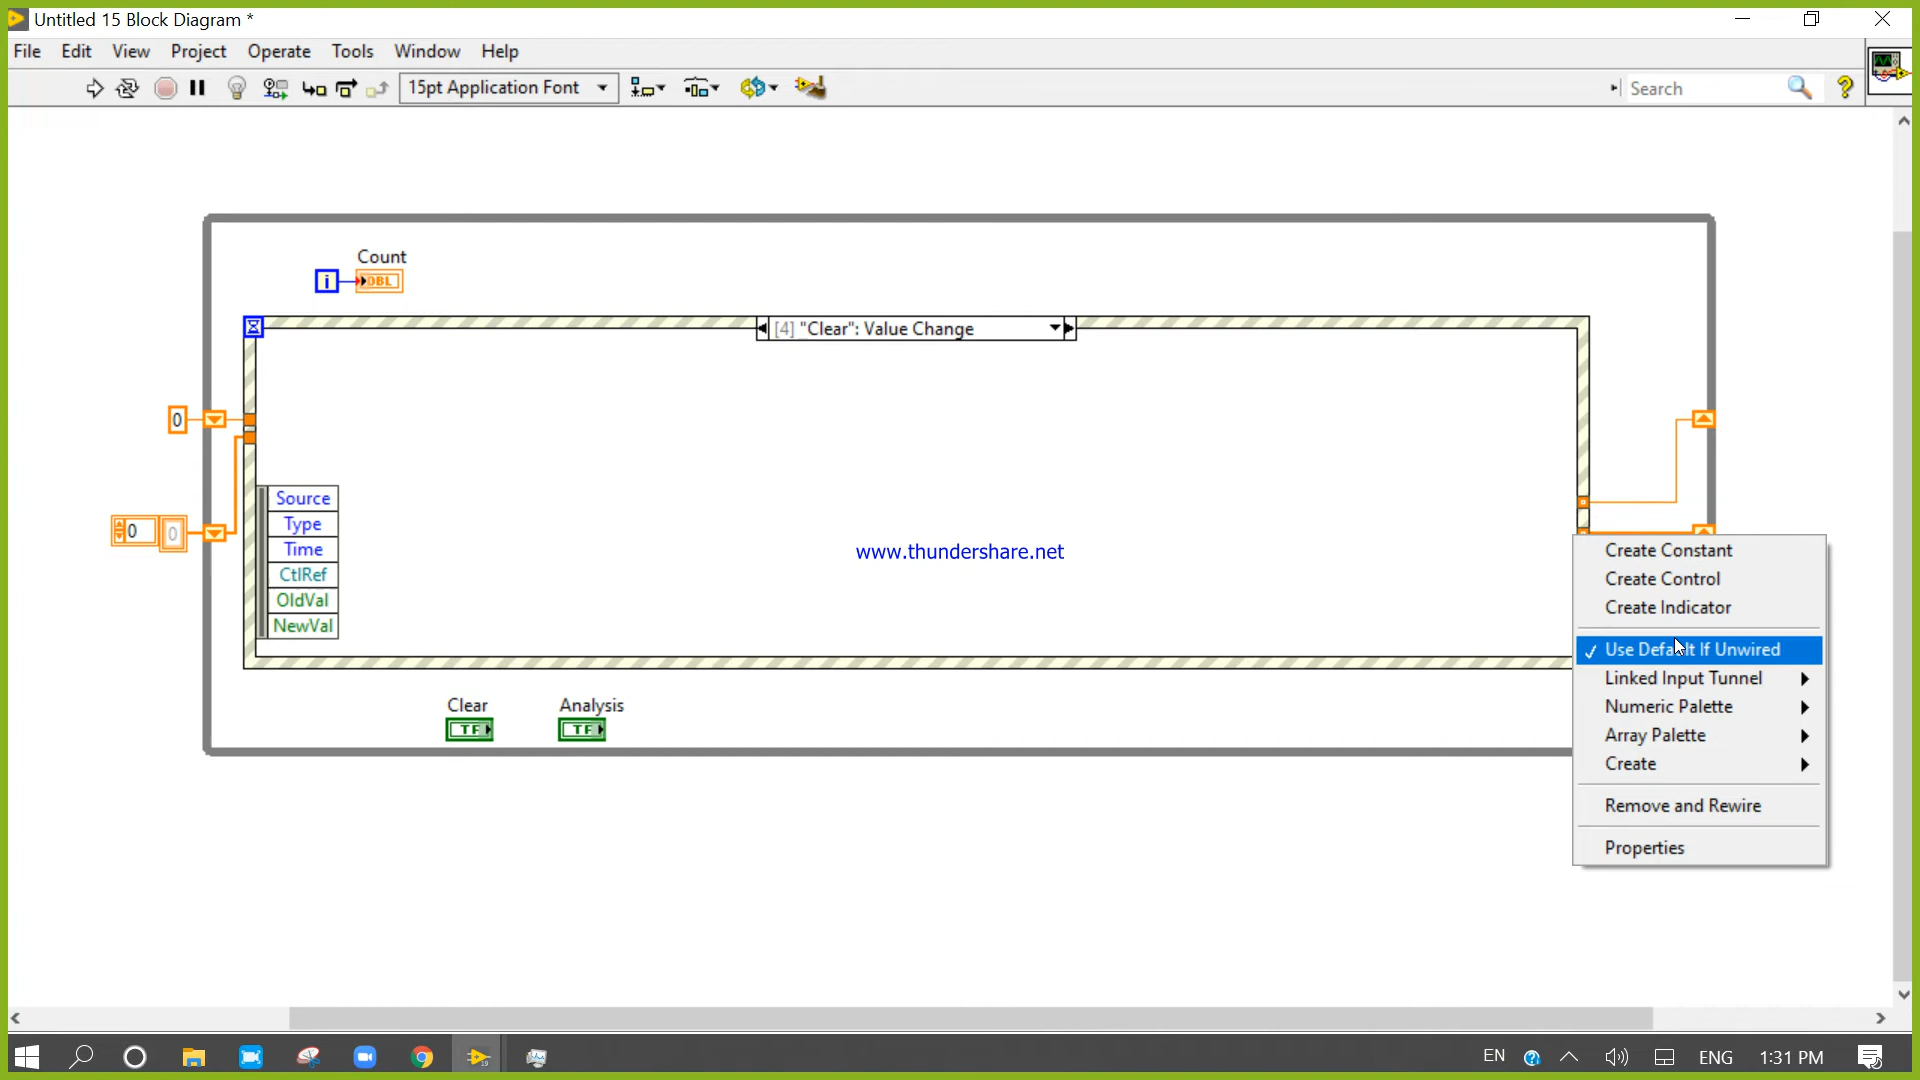 Untitled 15 Block Diagram *
File Edit View Project Operate Tools Window Help
15pt Application Font
Search
?
Count
i
DBL
[4] "Clear": Value Change
0
Source
Type
Time
CtlRef
OldVal
NewVal
0
0
www.thundershare.net
Create Constant
Create Control
Create Indicator
✓ Use Default If Unwired
Linked Input Tunnel
Numeric Palette
Array Palette
Create
Remove and Rewire
Properties
Clear
TF
Analysis
TF
EN
ENG
1:31 PM